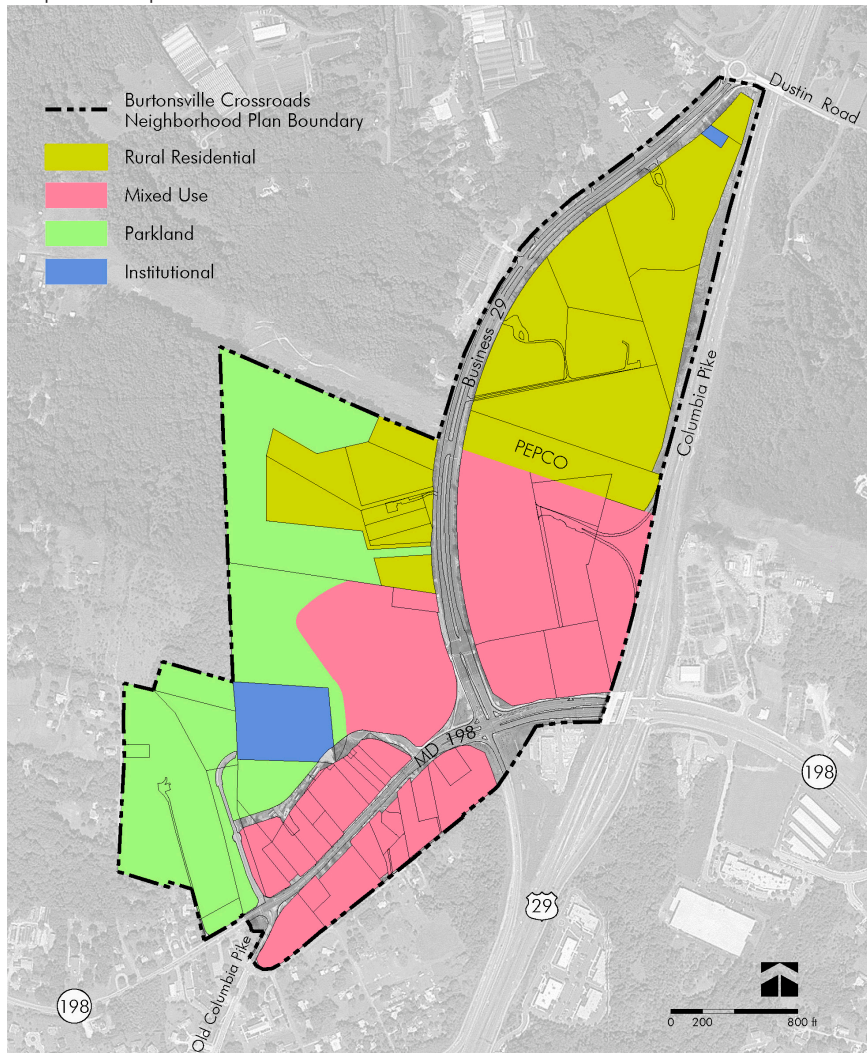 Burtonsville Crossroads
Neighborhood Plan Boundary
Rural Residential
Mixed Use
Parkland
Institutional
Dustin Road
Business 29
Columbia Pike
PEPCO
MD 198
198
29
Old Columbia Pike
198
0 200 800 ft